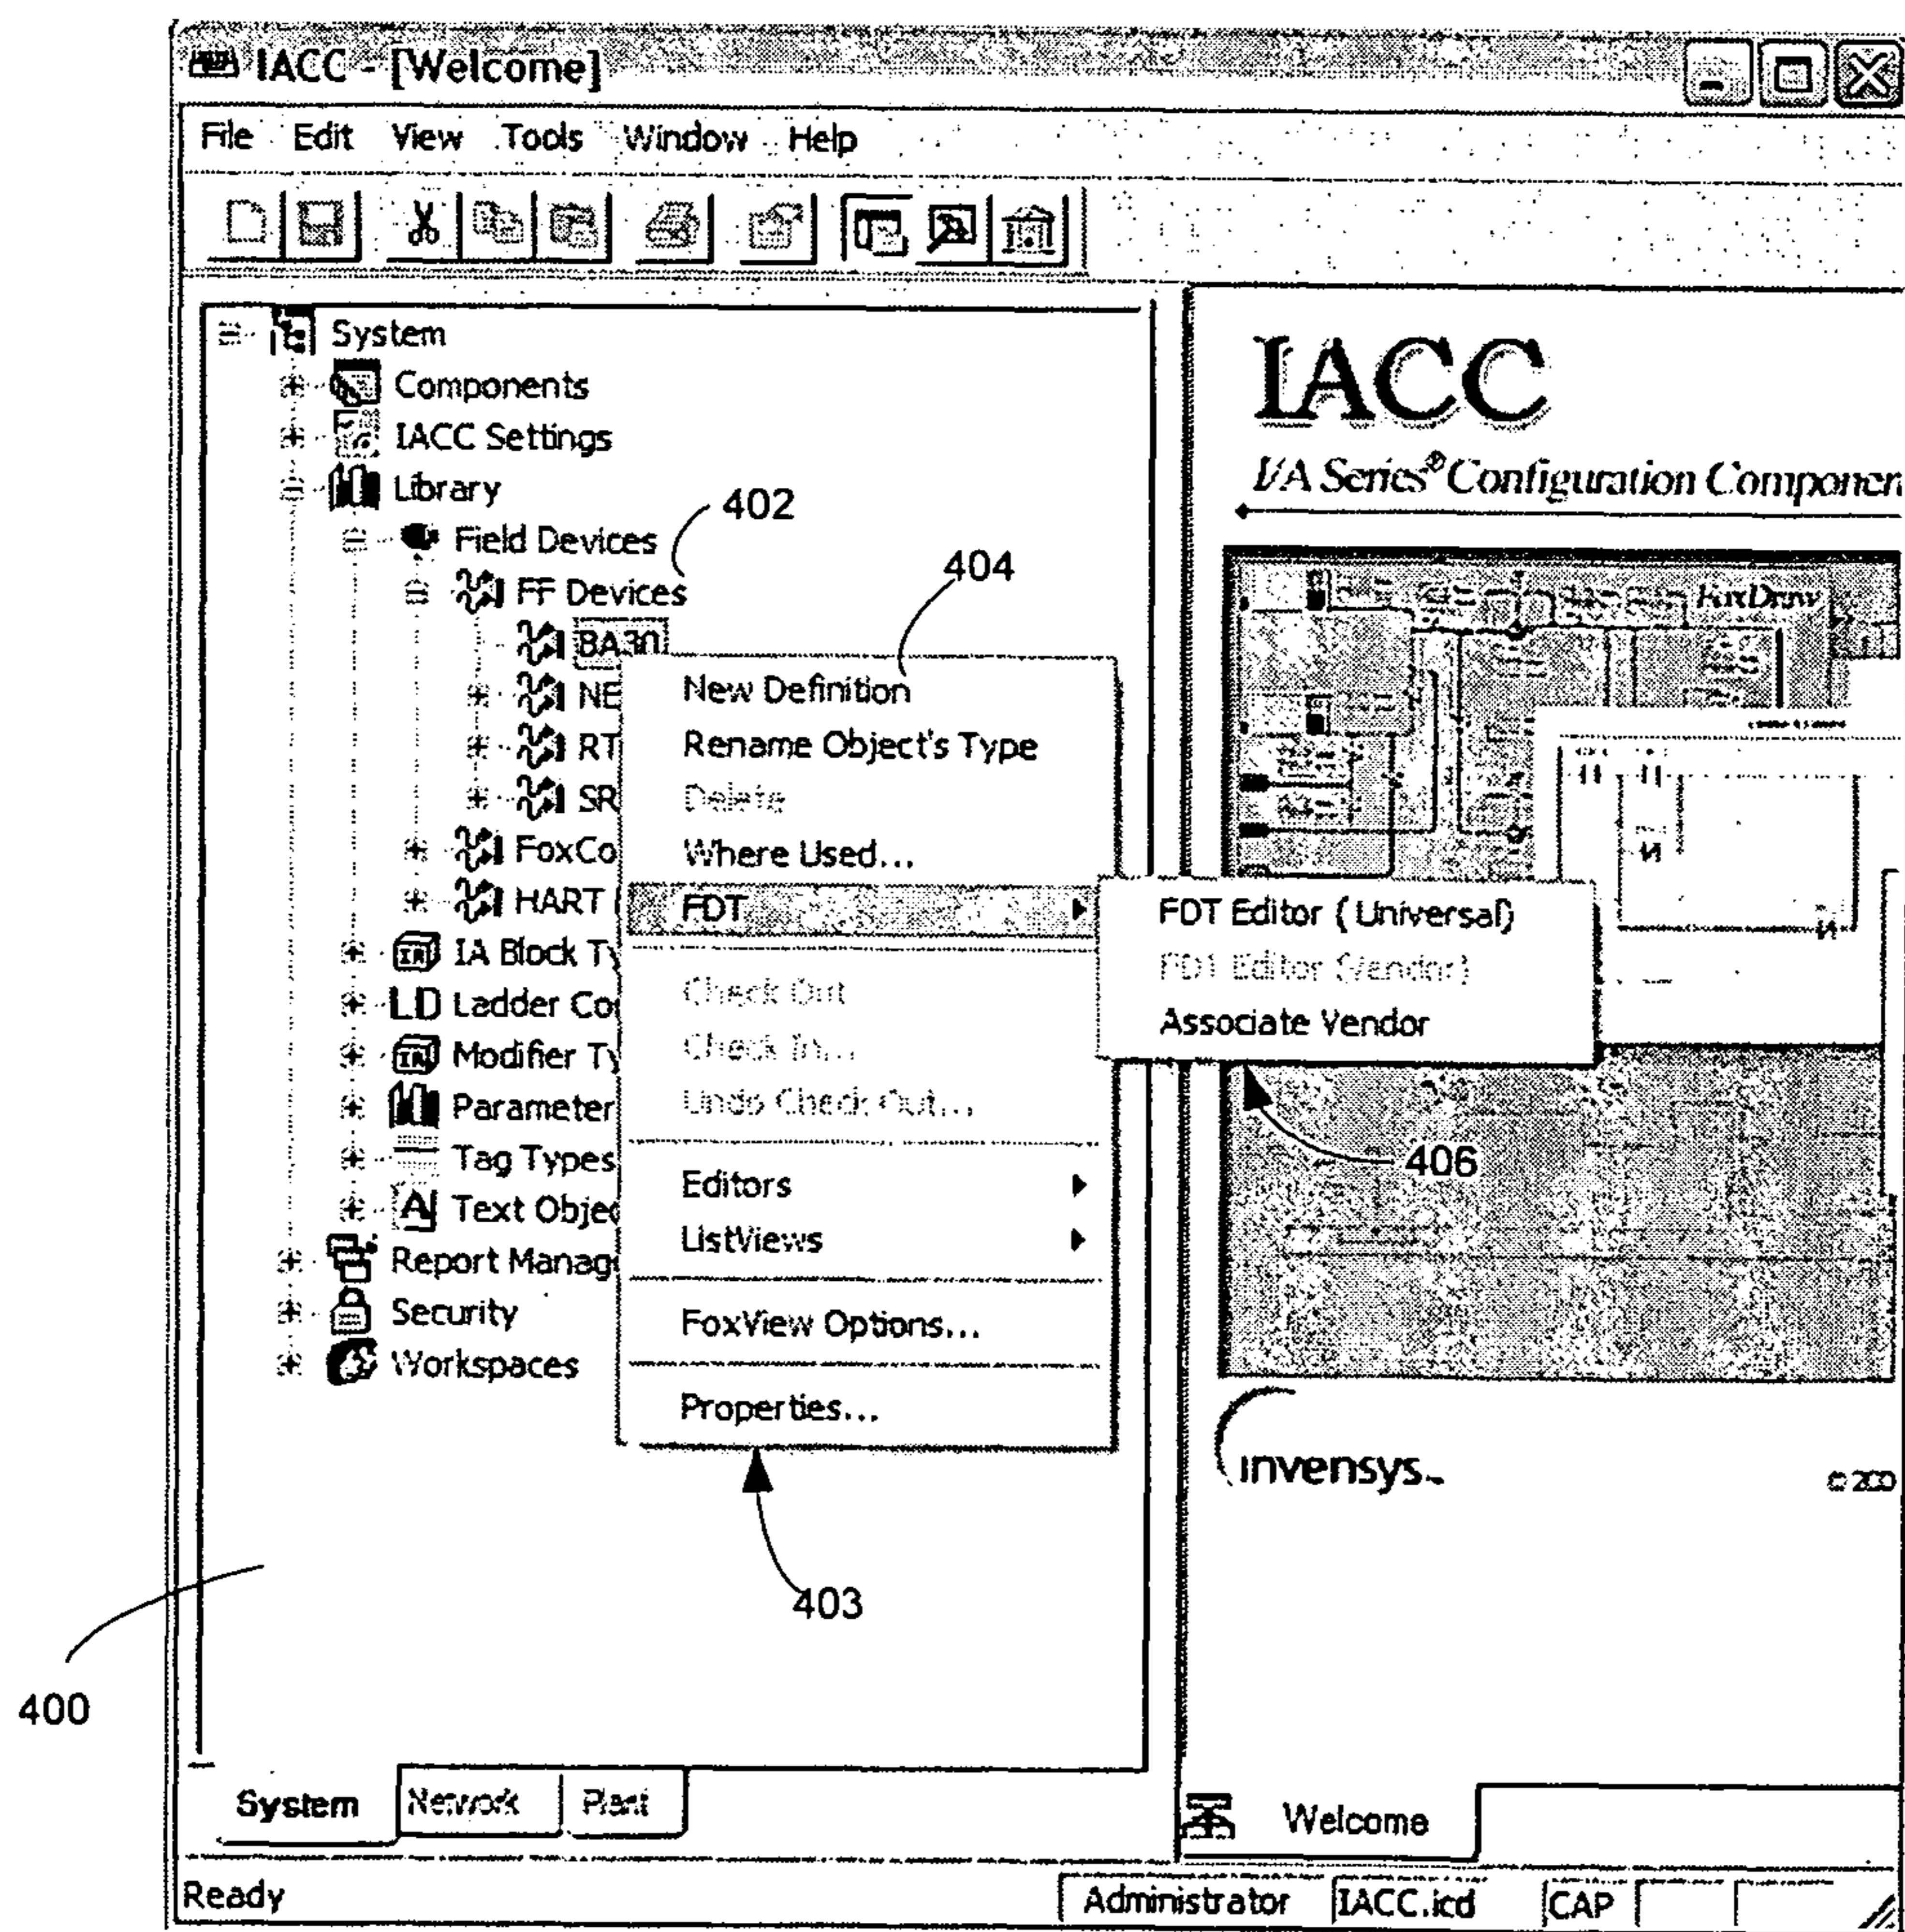 IACC - [Welcome]
File Edit View Tools Window Help
System
Components
IACC Settings
Library
Field Devices
402
FF Devices
404
BA30
NE
RT
SR
FoxCo
HART
IA Block Ty
LD Ladder Co
Modifier Ty
Parameter
Tag Types
Text Objec
Report Manag
Security
Workspaces
New Definition
Rename Object's Type
Delete
Where Used...
FDT
Check Out
Check In...
Undo Check Out...
Editors
ListViews
FoxView Options...
Properties...
FDT Editor (Universal)
FDT Editor (Vendor)
Associate Vendor
406
403
400
IACC
I/A Series® Configuration Componen
FoxDraw
invensys™
© 200
System Network Plant
Welcome
Ready Administrator IACC.icd CAP